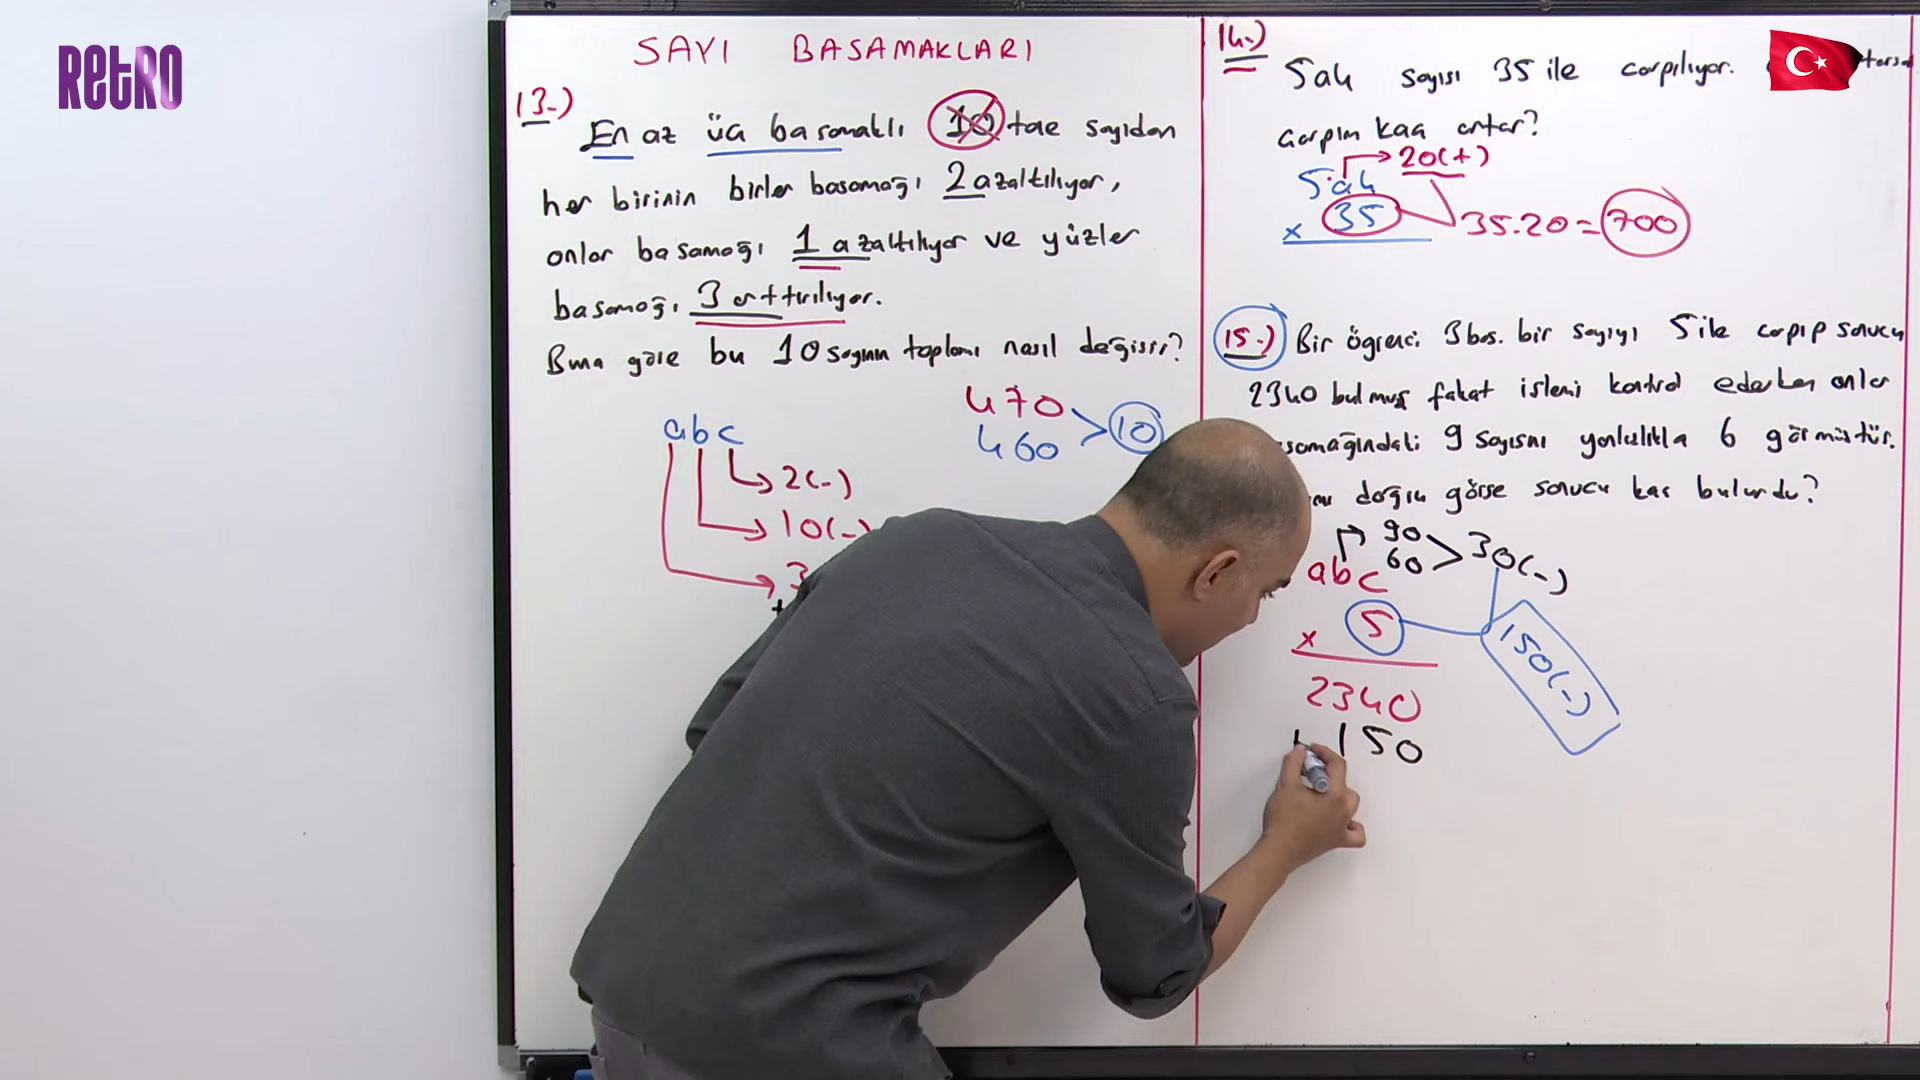 RETRO
SAYI BASAMAKLARI
13-)
En az üç basamaklı 10 tane sayıdan
her birinin birler basamağı 2 azaltılıyor,
onlar basamağı 1 azaltılıyor ve yüzler
basamağı 3 arttırılıyor.
Buna göre bu 10 sayının toplamı nasıl değişir?
470
460 > 10
abc
2(-)
10(-)
3
14-)
5a4 sayısı 35 ile çarpılıyor.
çarpım kaç artar?
20(+)
5a4
x 35
35.20=700
15-) Bir öğrenci 3 bas. bir sayıyı 5 ile çarpıp sonucu
2340 bulmuş fakat işlemi kontrol ederken onlar
9 sayısını yanlışlıkla 6 görmüştür.
doğru görse sonucu kaç bulurdu?
90
60 > 30(-)
abc
x 5
150(-)
2340
150